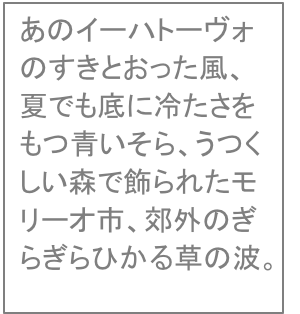 あのイーハトーヴォ
のすきとおった風、
夏でも底に冷たさを
もつ青いそら、うつく
しい森で飾られたモ
リーオ市、郊外のぎ
らぎらひかる草の波。